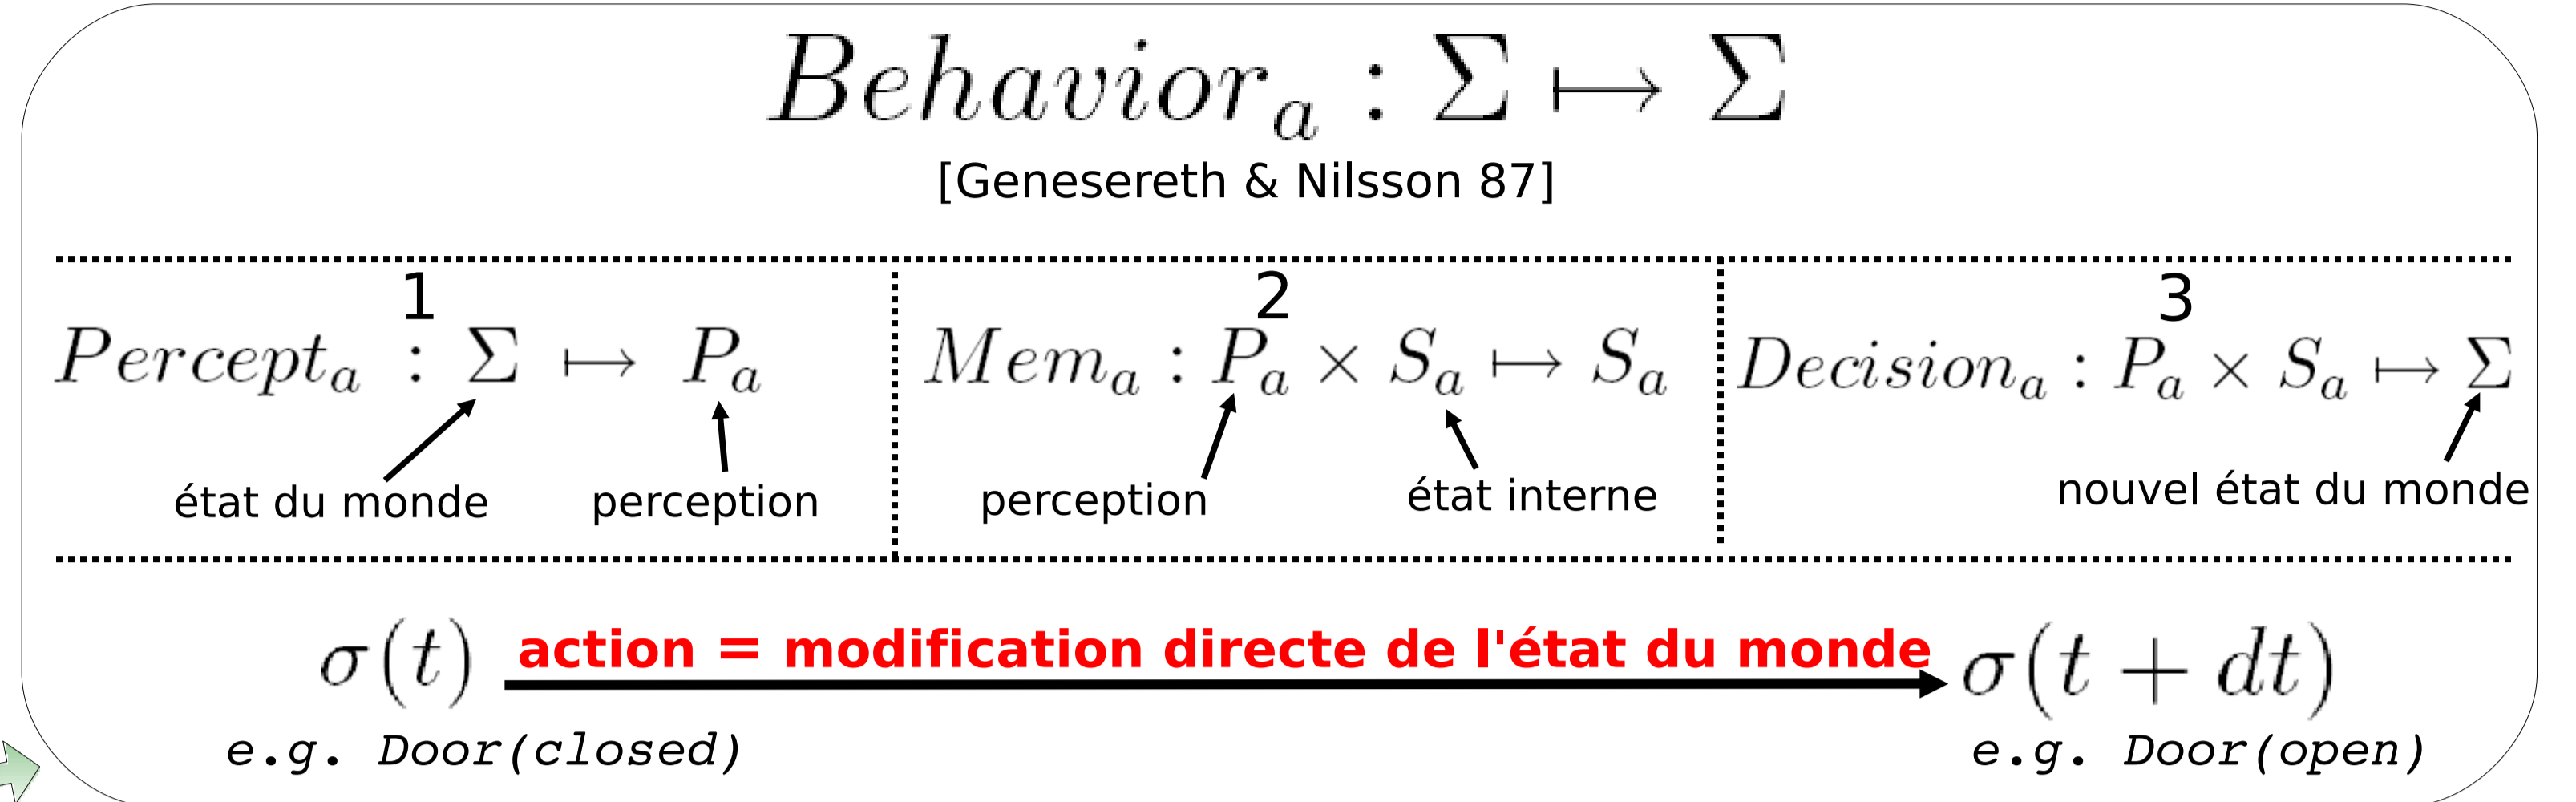 Behavior_a : Σ ⟼ Σ
[Genesereth & Nilsson 87]
1
Percept_a : Σ ⟼ P_a
état du monde
perception
2
Mem_a : P_a × S_a ⟼ S_a
perception
état interne
3
Decision_a : P_a × S_a ⟼ Σ
nouvel état du monde
σ(t) action = modification directe de l'état du monde σ(t + dt)
e.g. Door(closed)
e.g. Door(open)